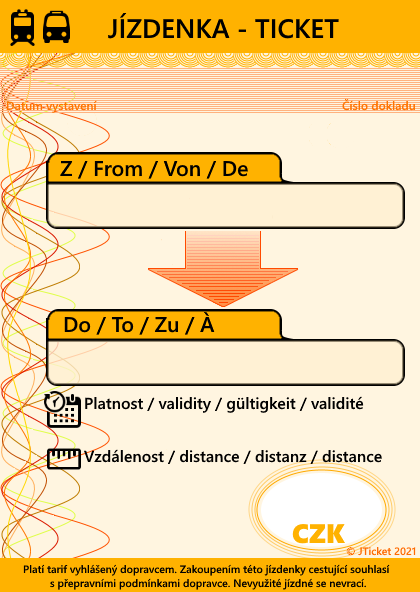 JÍZDENKA - TICKET
Datum vystavení
Číslo dokladu
Z / From / Von / De
Do / To / Zu / À
Platnost / validity / gültigkeit / validité
Vzdálenost / distance / distanz / distance
CZK
© JTicket 2021
Platí tarif vyhlášený dopravcem. Zakoupením této jízdenky cestující souhlasí
s přepravními podmínkami dopravce. Nevyužité jízdné se nevrací.